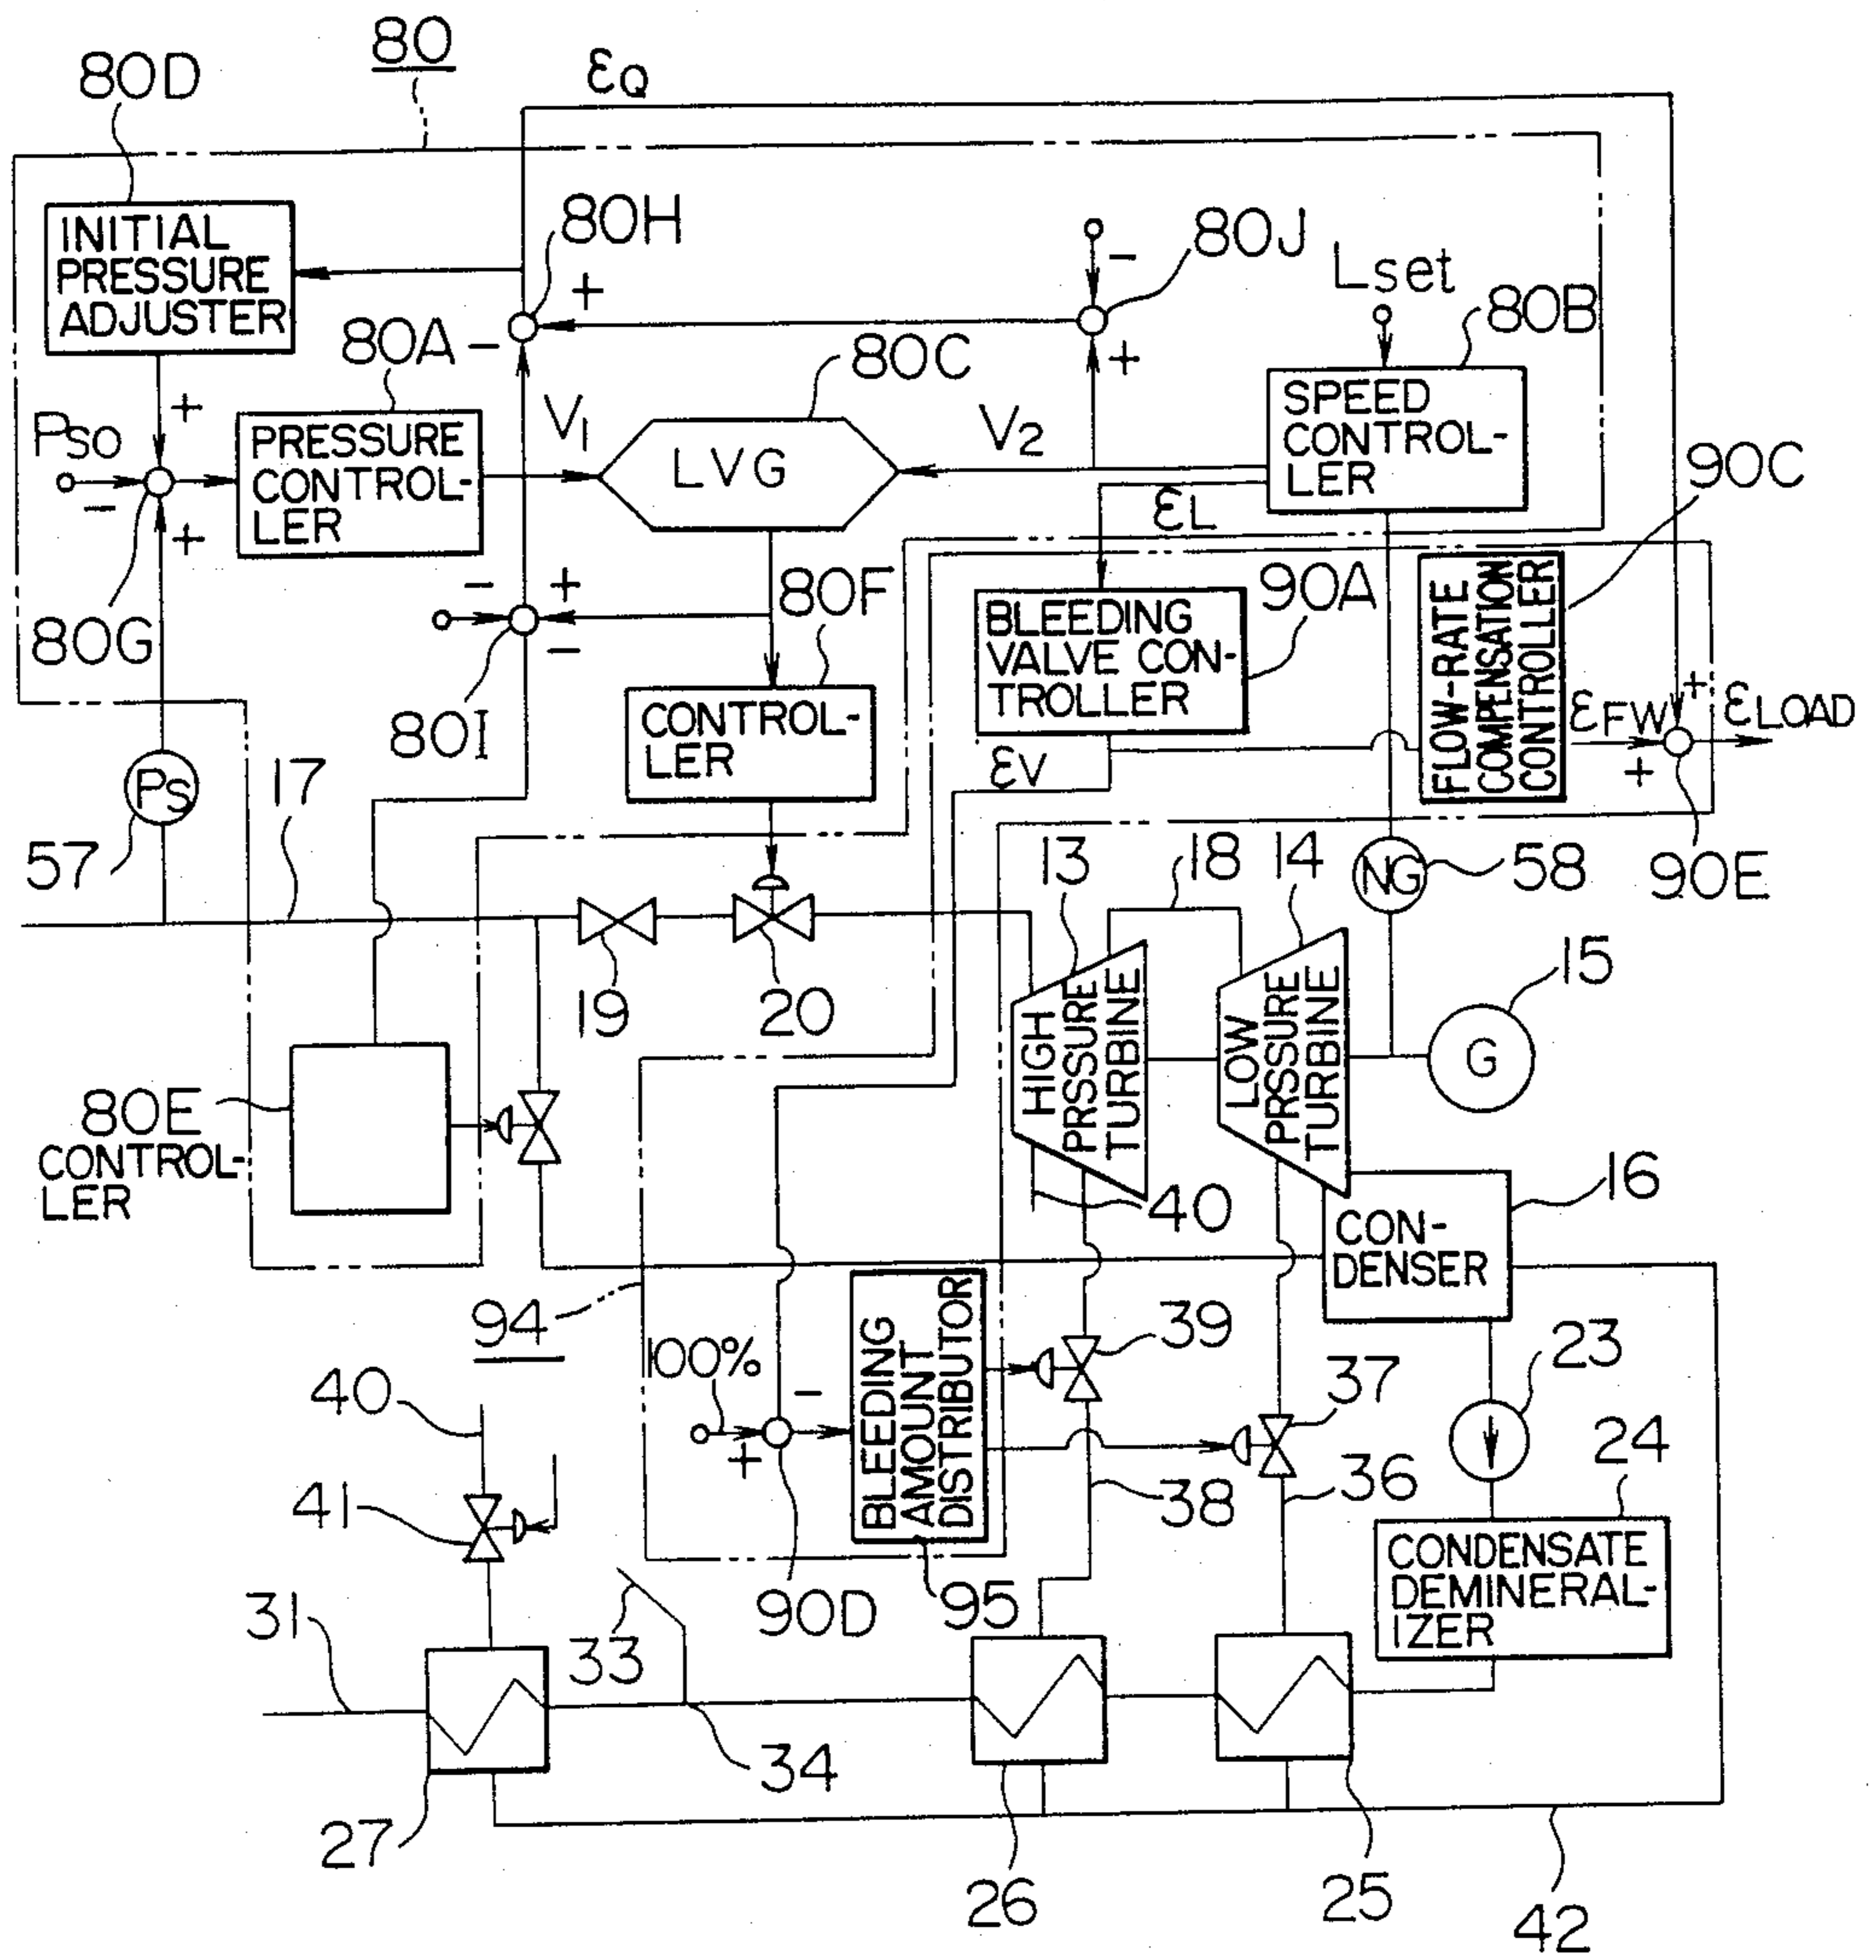 80
80D
εQ
INITIAL
PRESSURE
ADJUSTER
80H
80J
Lset
80B
80A
80C
+
-
-
+
PSO
+
-
+
PRESSURE
CONTROL-
LER
V1
LVG
V2
SPEED
CONTROL-
LER
90C
εL
80G
-
+
-
80F
80I
BLEEDING
VALVE CON-
TROLLER
90A
FLOW-RATE
COMPENSATION
CONTROLLER
CONTROL-
LER
εFW
+
+
εLOAD
εV
PS
57
17
13
18
14
NG
58
90E
19
20
HIGH
PRSSURE
TURBINE
LOW
PRSSURE
TURBINE
15
G
80E
CONTROL-
LER
40
16
CON-
DENSER
94
100%
-
+
BLEEDING
AMOUNT
DISTRIBUTOR
39
37
23
24
40
41
38
36
90D
95
CONDENSATE
DEMINERAL-
IZER
31
33
34
27
26
25
42